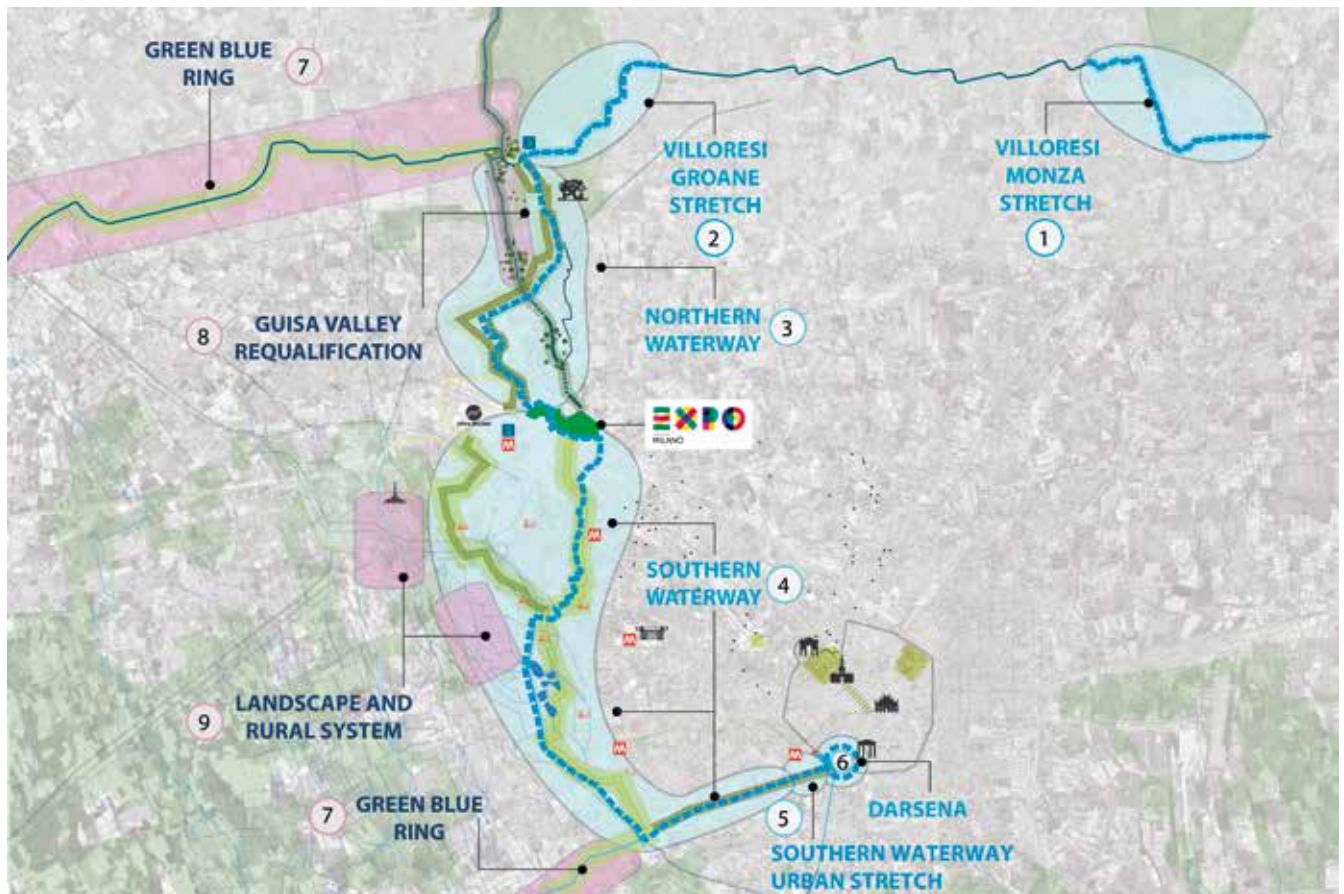 GREEN BLUE
RING
7
VILLORESI
GROANE
STRETCH
2
VILLORESI
MONZA
STRETCH
1
8
GUISA VALLEY
REQUALIFICATION
NORTHERN
WATERWAY
3
EXPO
MILANO
M
M
SOUTHERN
WATERWAY
4
M
9
LANDSCAPE AND
RURAL SYSTEM
M
M
6
7
GREEN BLUE
RING
DARSENA
5
SOUTHERN WATERWAY
URBAN STRETCH